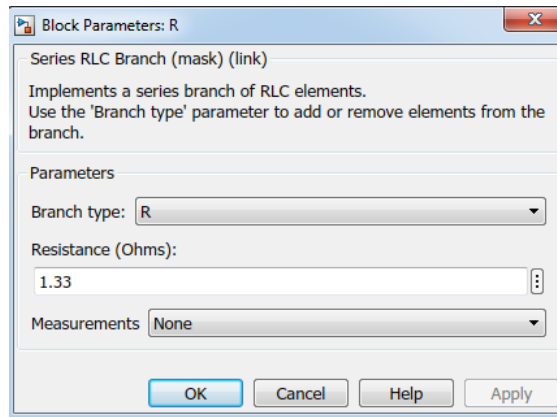 Block Parameters: R
Series RLC Branch (mask) (link)
Implements a series branch of RLC elements.
Use the 'Branch type' parameter to add or remove elements from the
branch.
Parameters
Branch type: R
Resistance (Ohms):
1.33
Measurements None
OK Cancel Help Apply